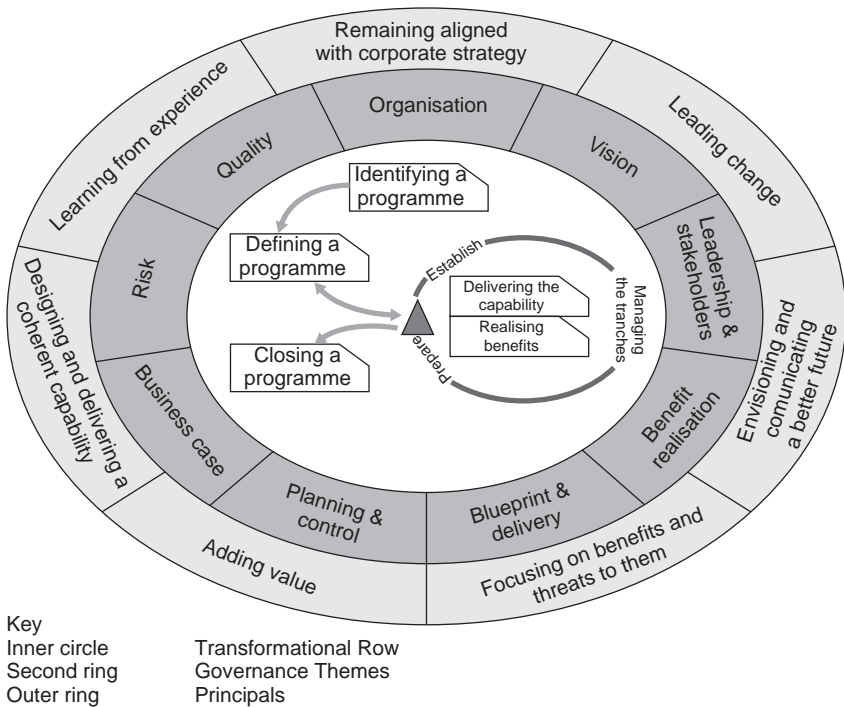 Remaining aligned
with corporate strategy
Leading change
Envisioning and
comunicating
a better future
Focusing on benefits and
threats to them
Adding value
Designing and delivering a
coherent capability
Learning from experience
Organisation
Vision
Leadership &
stakeholders
Benefit
realisation
Blueprint &
delivery
Planning &
control
Business case
Risk
Quality
Identifying a
programme
Defining a
programme
Closing a
programme
Establish
Managing
the tranches
Prepare
Delivering the
capability
Realising
benefits
Key
Inner circle Transformational Row
Second ring Governance Themes
Outer ring Principals